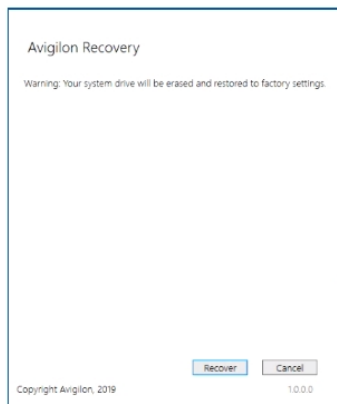 Avigilon Recovery
Warning: Your system drive will be erased and restored to factory settings.
Recover Cancel
Copyright Avigilon, 2019 1.0.0.0